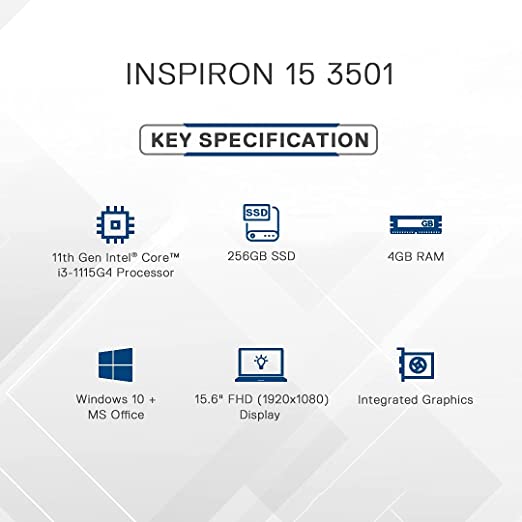 INSPIRON 15 3501
KEY SPECIFICATION
SSD
GB
11th Gen Intel® Core™
i3-1115G4 Processor
256GB SSD
4GB RAM
Windows 10 +
MS Office
15.6" FHD (1920x1080)
Display
Integrated Graphics